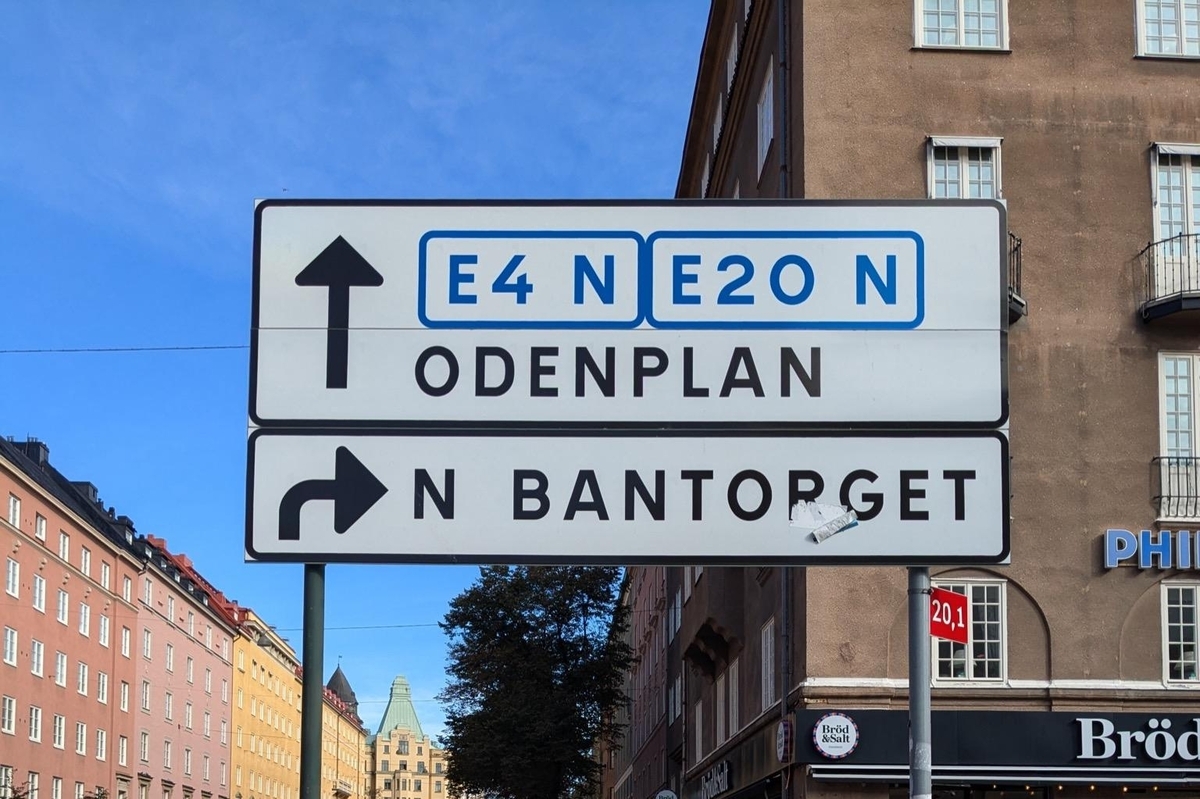 E4 N E20 N
ODENPLAN
N BANTORGET
PHI
20,1
Bröd
&Salt
Bröd